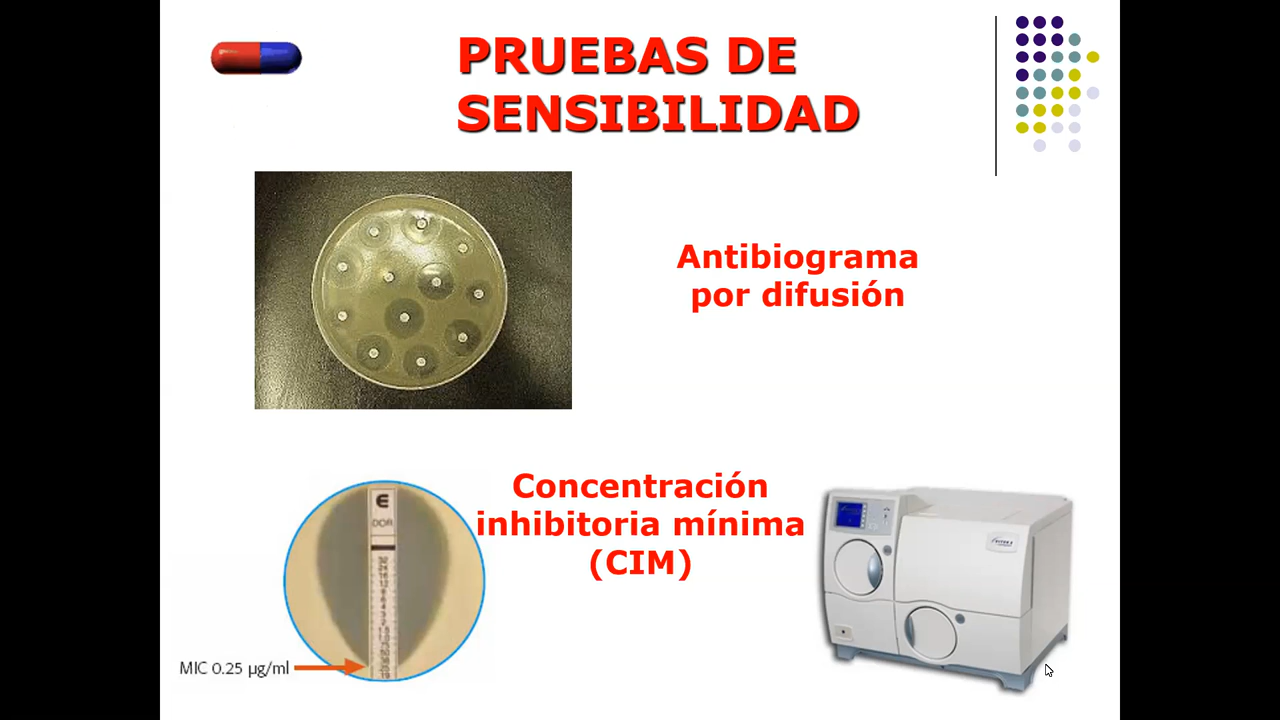 PRUEBAS DE
SENSIBILIDAD
Antibiograma
por difusión
Concentración
inhibitoria mínima
(CIM)
MIC 0.25 µg/ml